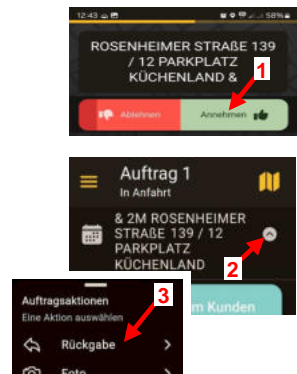 12:43
58%
ROSENHEIMER STRAßE 139
/ 12 PARKPLATZ
KÜCHENLAND &
1
Ablehnen
Annehmen
Auftrag 1
In Anfahrt
& 2M ROSENHEIMER
STRAßE 139 / 12
PARKPLATZ
KÜCHENLAND
2
m Kunden
Auftragsaktionen
Eine Aktion auswählen
3
Rückgabe
Foto